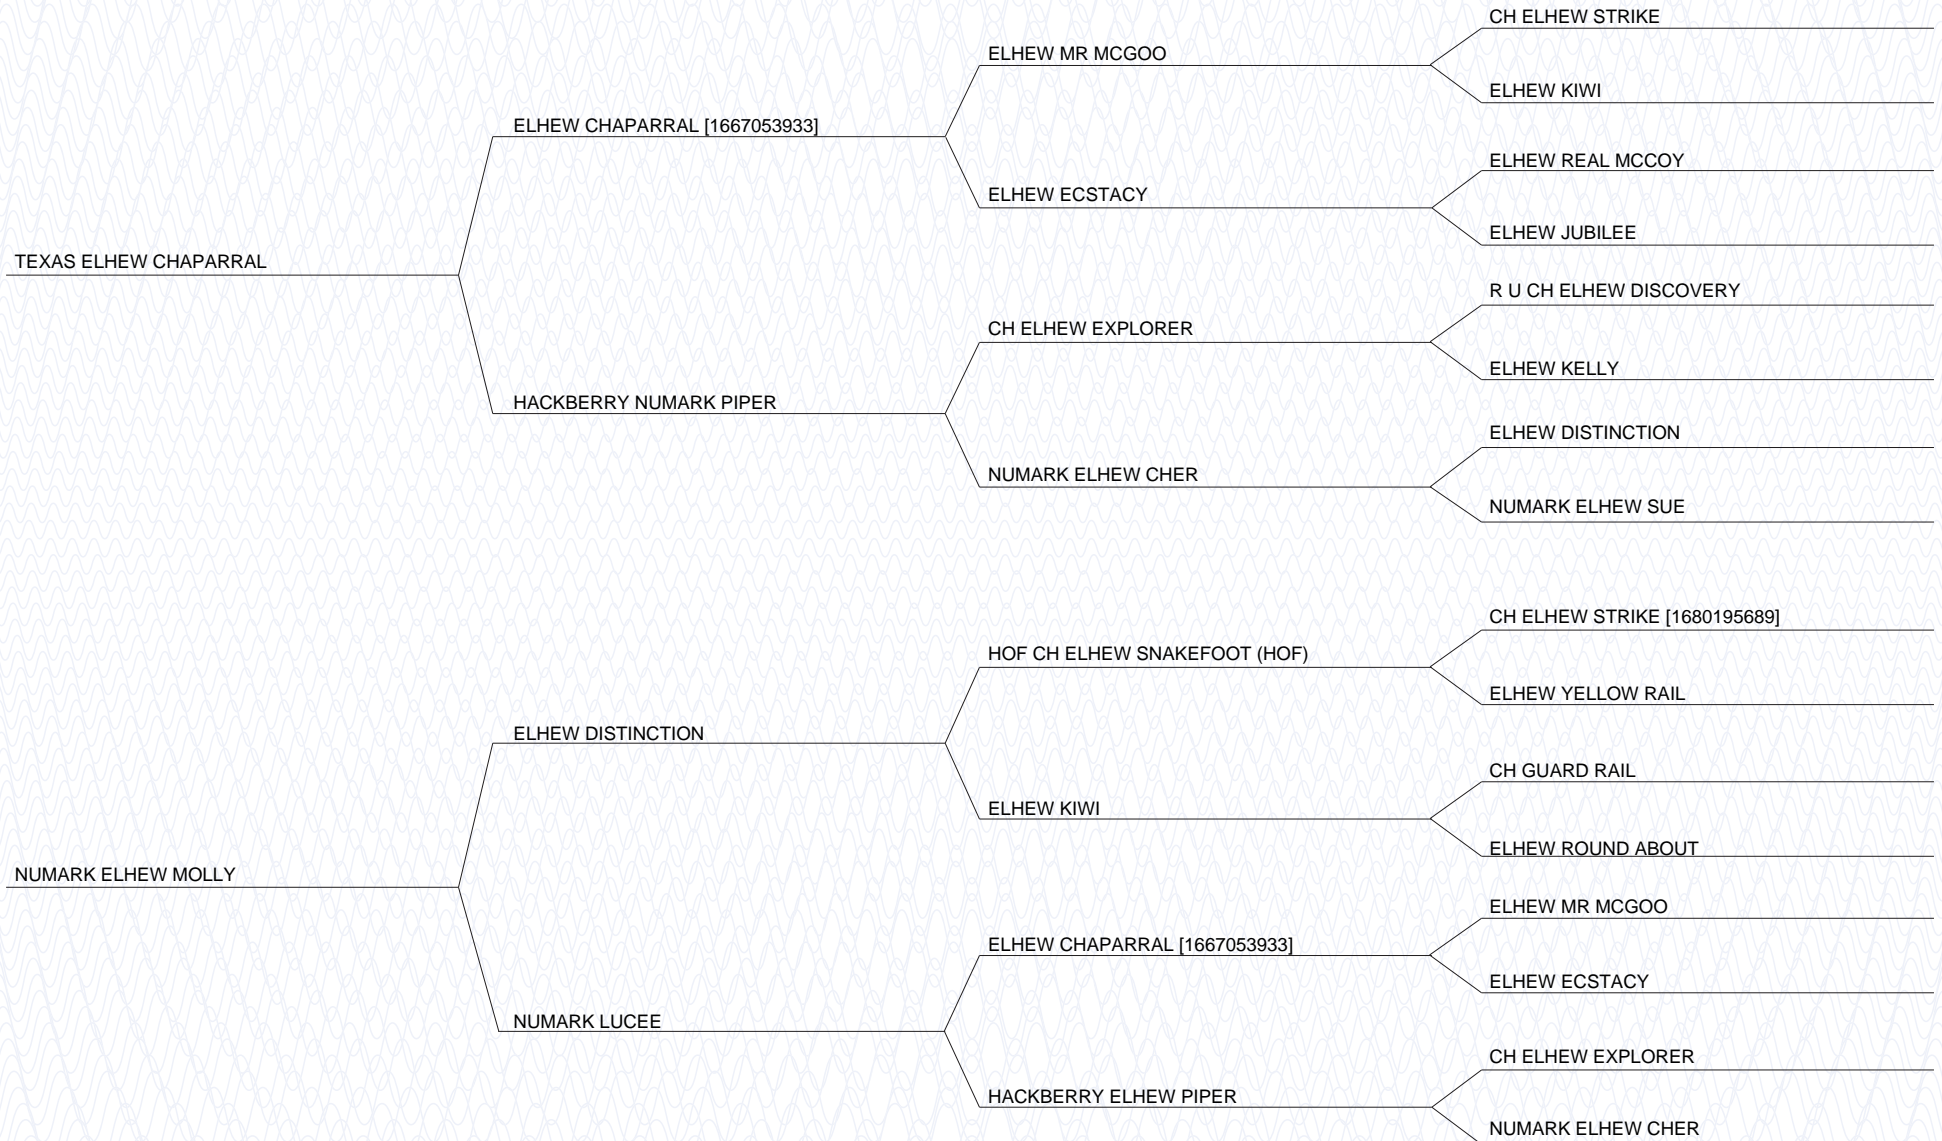 CH ELHEW STRIKE
ELHEW MR MCGOO
ELHEW KIWI
ELHEW CHAPARRAL [1667053933]
ELHEW REAL MCCOY
ELHEW ECSTACY
ELHEW JUBILEE
TEXAS ELHEW CHAPARRAL
R U CH ELHEW DISCOVERY
CH ELHEW EXPLORER
ELHEW KELLY
HACKBERRY NUMARK PIPER
ELHEW DISTINCTION
NUMARK ELHEW CHER
NUMARK ELHEW SUE
CH ELHEW STRIKE [1680195689]
HOF CH ELHEW SNAKEFOOT (HOF)
ELHEW YELLOW RAIL
ELHEW DISTINCTION
CH GUARD RAIL
ELHEW KIWI
ELHEW ROUND ABOUT
NUMARK ELHEW MOLLY
ELHEW MR MCGOO
ELHEW CHAPARRAL [1667053933]
ELHEW ECSTACY
NUMARK LUCEE
CH ELHEW EXPLORER
HACKBERRY ELHEW PIPER
NUMARK ELHEW CHER